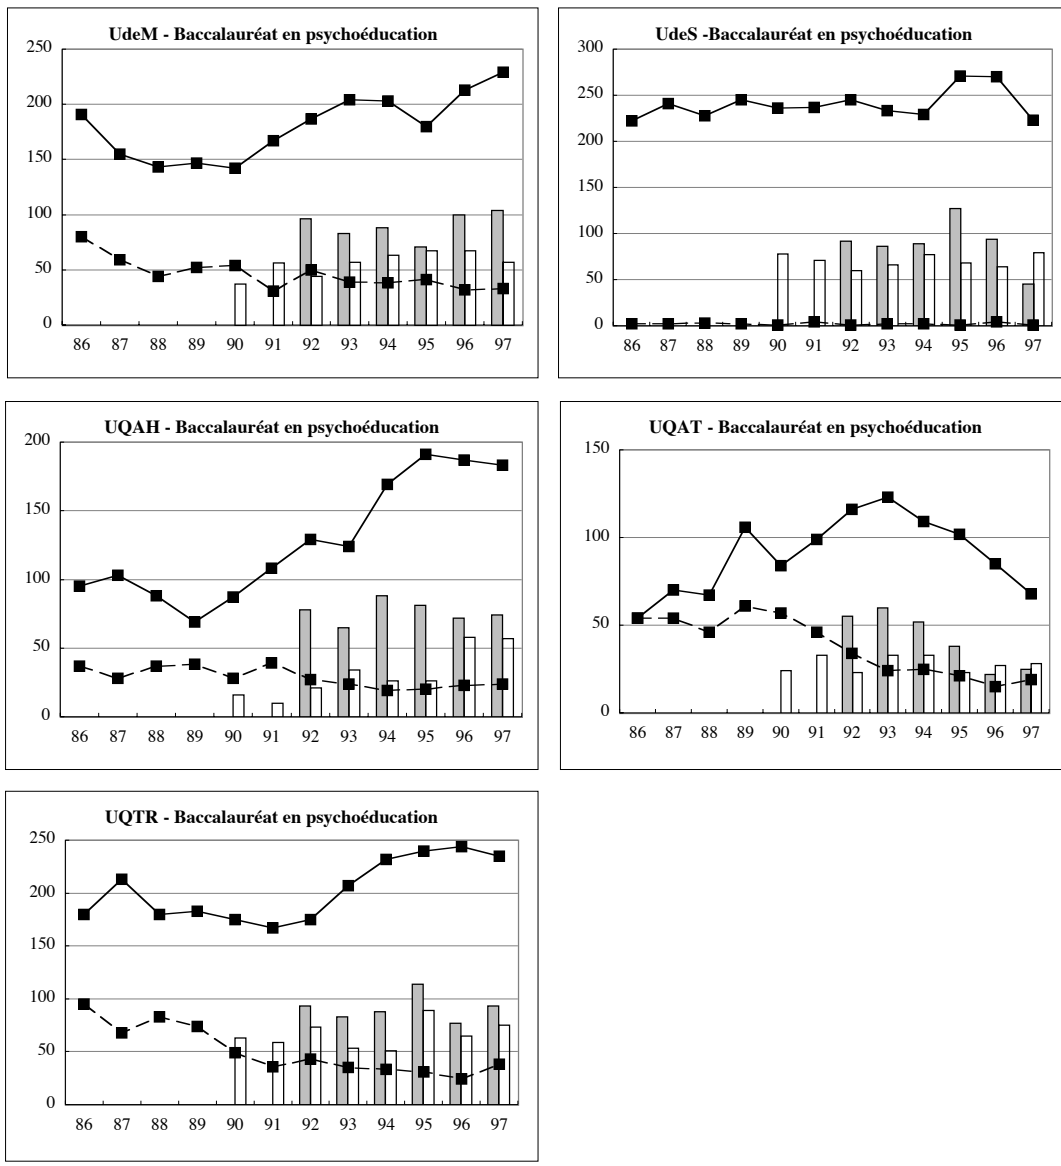 UdeM - Baccalauréat en psychoéducation
250
200
150
100
50
0
86 87 88 89 90 91 92 93 94 95 96 97
UdeS -Baccalauréat en psychoéducation
300
250
200
150
100
50
0
86 87 88 89 90 91 92 93 94 95 96 97
UQAH - Baccalauréat en psychoéducation
200
150
100
50
0
86 87 88 89 90 91 92 93 94 95 96 97
UQAT - Baccalauréat en psychoéducation
150
100
50
0
86 87 88 89 90 91 92 93 94 95 96 97
UQTR - Baccalauréat en psychoéducation
250
200
150
100
50
0
86 87 88 89 90 91 92 93 94 95 96 97